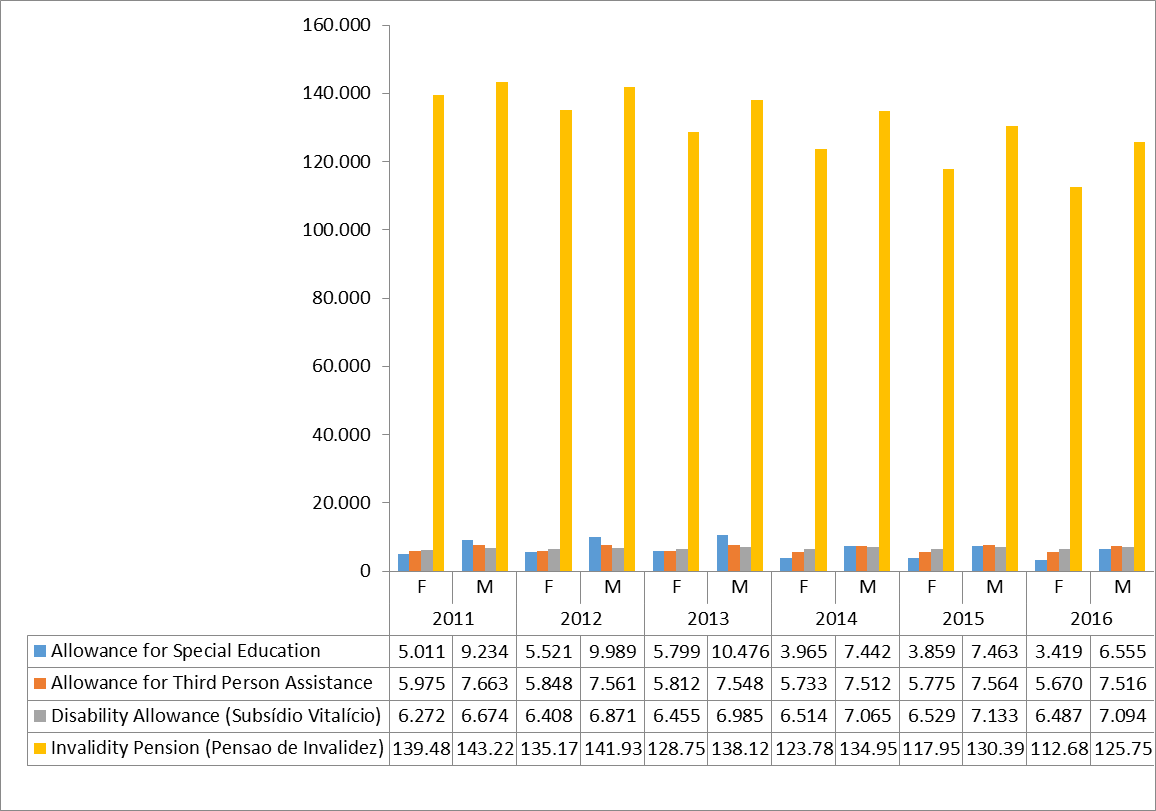 160.000
140.000
120.000
100.000
80.000
60.000
40.000
20.000
0
F M F M F M F M F M F M
2011 2012 2013 2014 2015 2016
Allowance for Special Education 5.011 9.234 5.521 9.989 5.799 10.476 3.965 7.442 3.859 7.463 3.419 6.555
Allowance for Third Person Assistance 5.975 7.663 5.848 7.561 5.812 7.548 5.733 7.512 5.775 7.564 5.670 7.516
Disability Allowance (Subsídio Vitalício) 6.272 6.674 6.408 6.871 6.455 6.985 6.514 7.065 6.529 7.133 6.487 7.094
Invalidity Pension (Pensao de Invalidez) 139.48 143.22 135.17 141.93 128.75 138.12 123.78 134.95 117.95 130.39 112.68 125.75